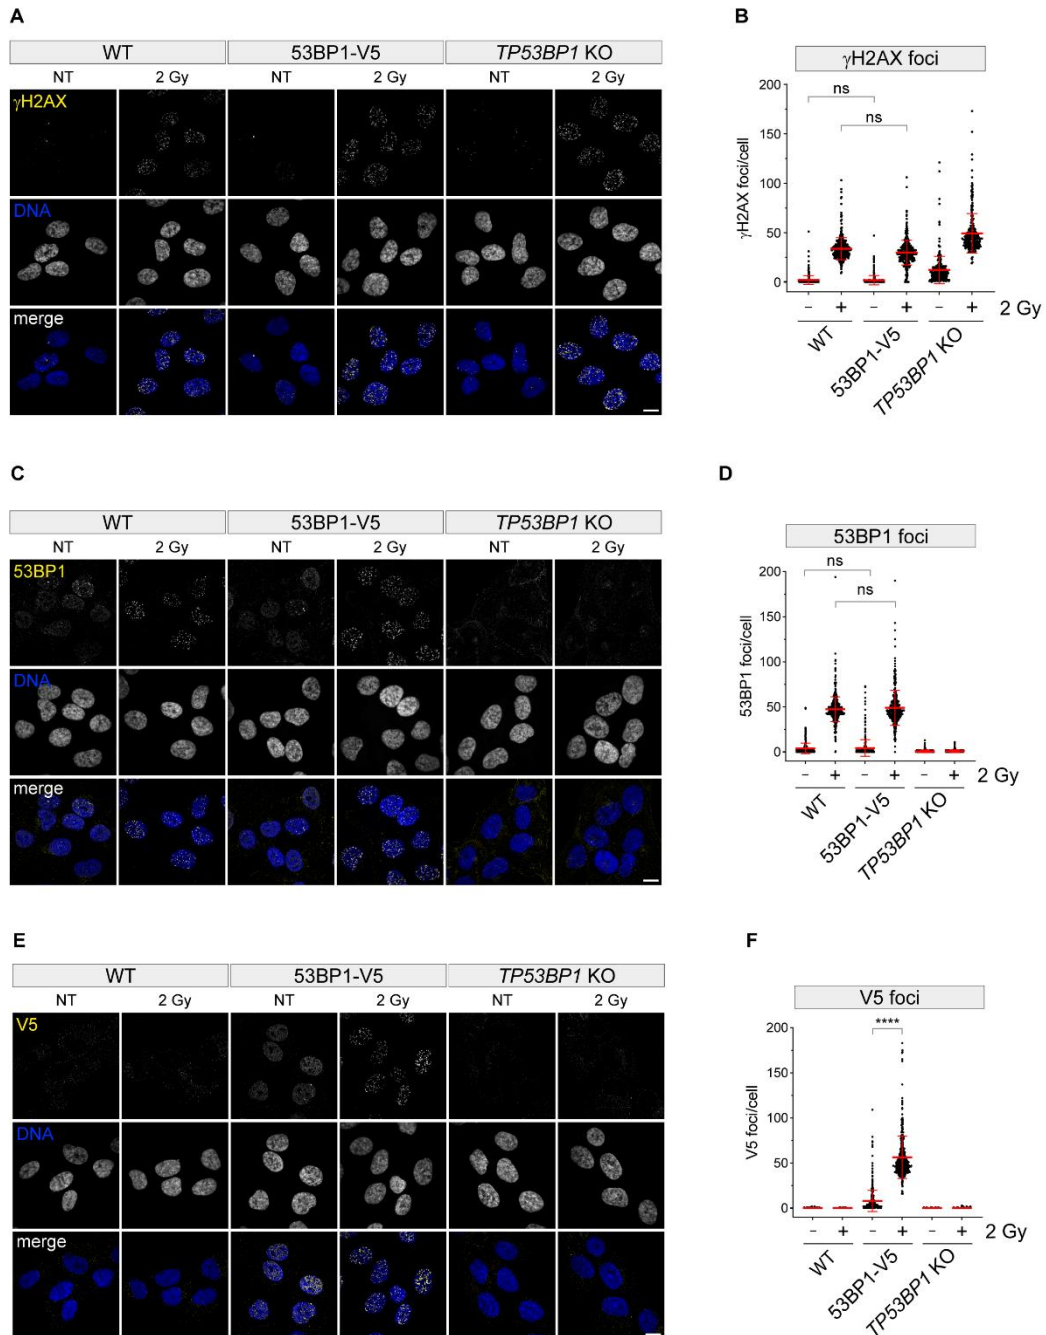 A
WT 53BP1-V5 TP53BP1 KO
NT 2 Gy NT 2 Gy NT 2 Gy
γH2AX
DNA
merge
B
γH2AX foci
200
150
100
50
0
γH2AX foci/cell
ns
ns
− + − + − + 2 Gy
WT 53BP1-V5 TP53BP1 KO
C
WT 53BP1-V5 TP53BP1 KO
NT 2 Gy NT 2 Gy NT 2 Gy
53BP1
DNA
merge
D
53BP1 foci
200
150
100
50
0
53BP1 foci/cell
ns
ns
− + − + − + 2 Gy
WT 53BP1-V5 TP53BP1 KO
E
WT 53BP1-V5 TP53BP1 KO
NT 2 Gy NT 2 Gy NT 2 Gy
V5
DNA
merge
F
V5 foci
200
150
100
50
0
V5 foci/cell
****
− + − + − + 2 Gy
WT 53BP1-V5 TP53BP1 KO